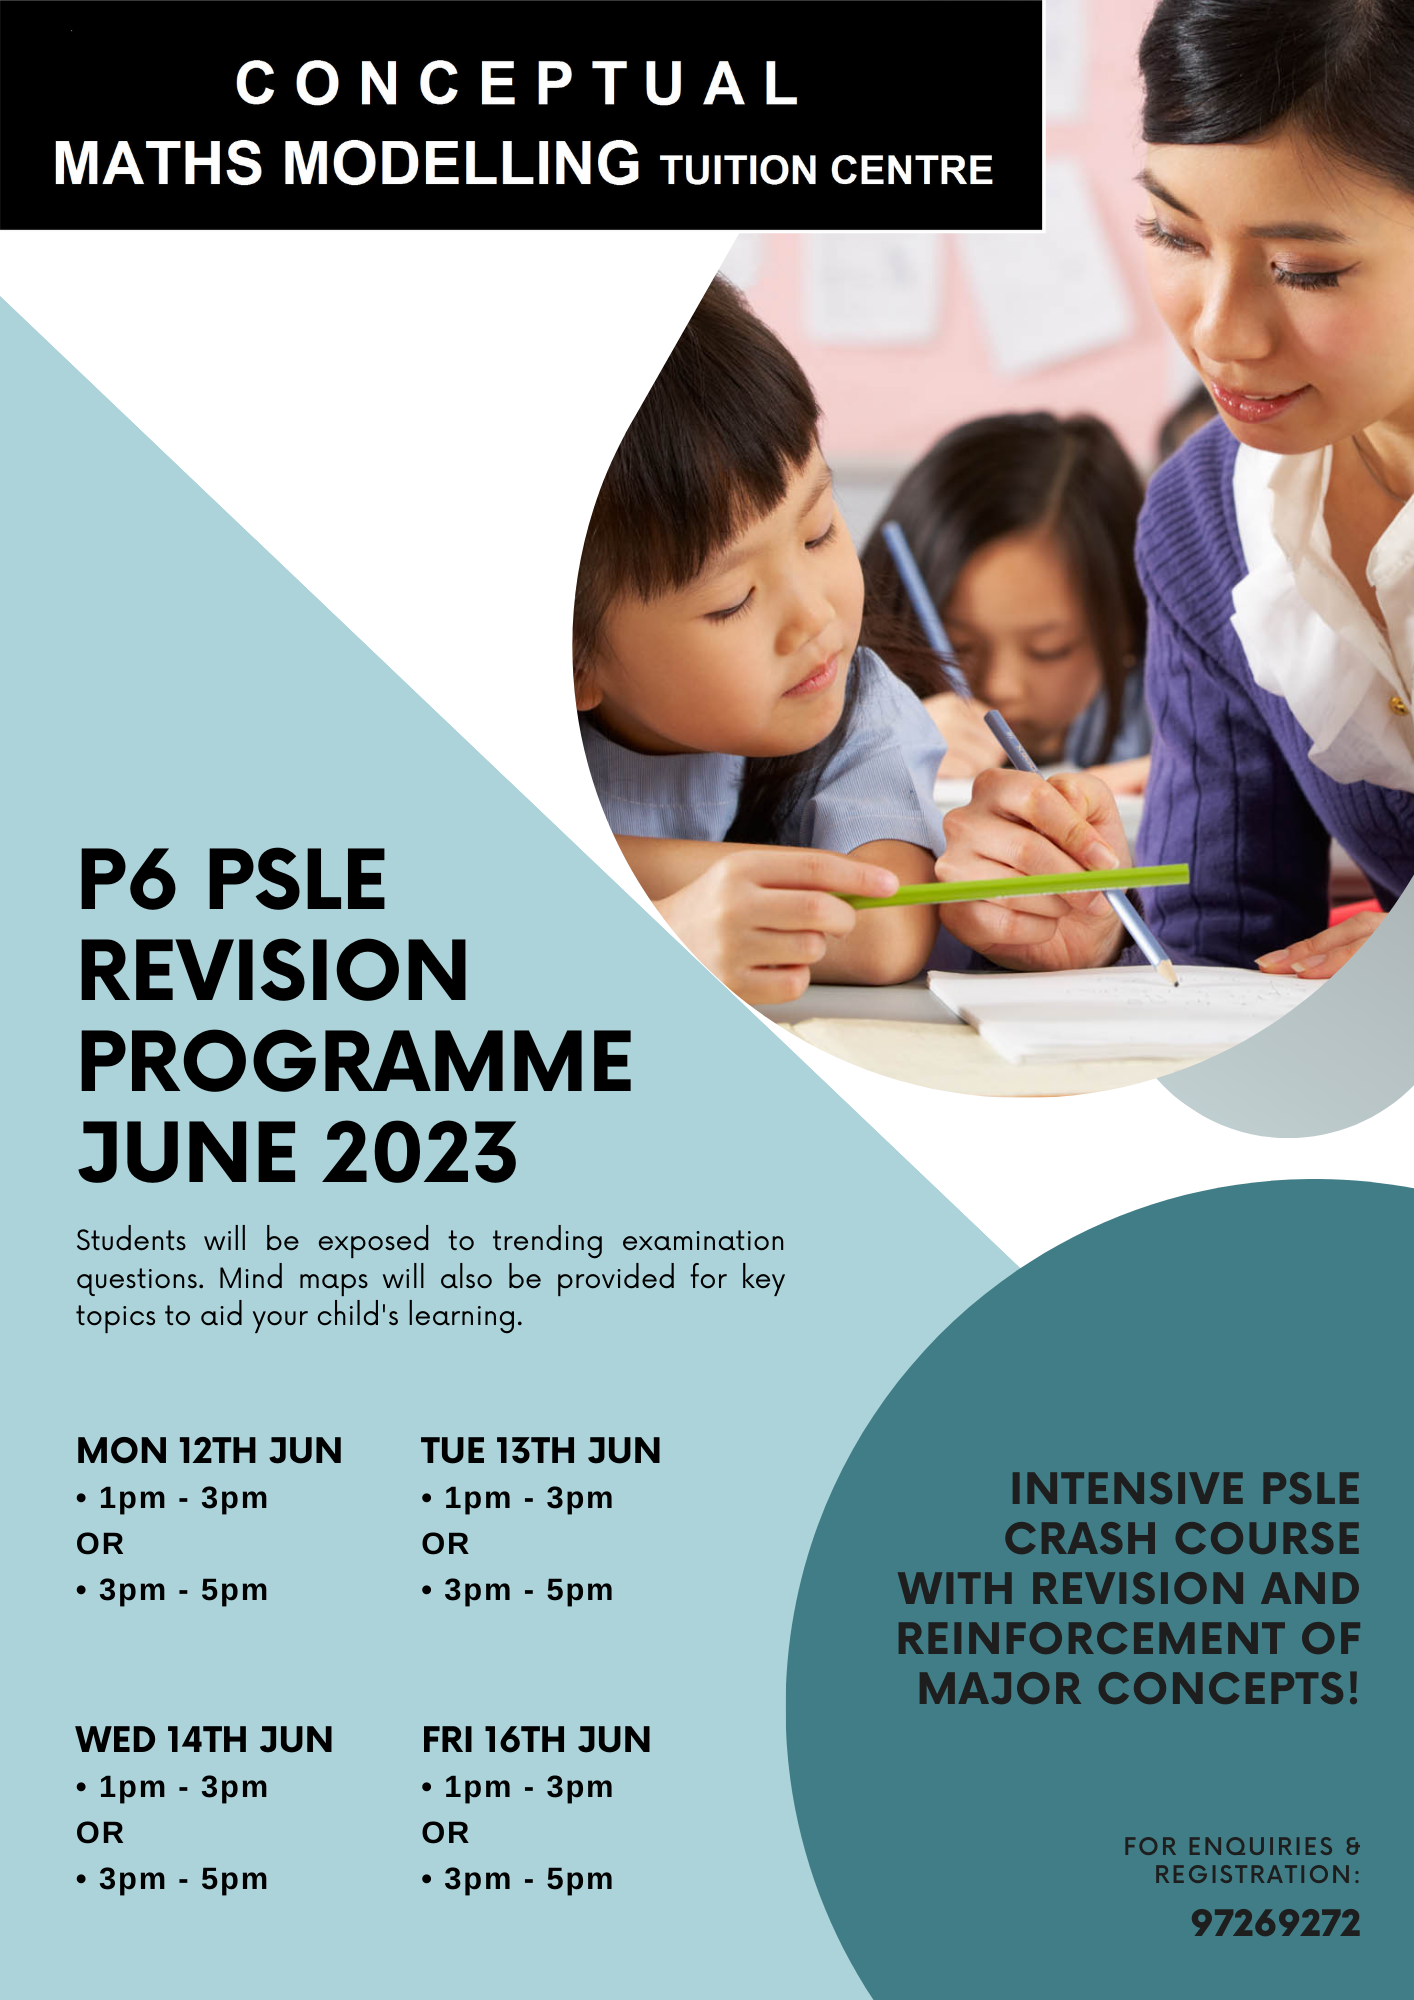 CONCEPTUAL
MATHS MODELLING TUITION CENTRE
P6 PSLE
REVISION
PROGRAMME
JUNE 2023
Students will be exposed to trending examination
questions. Mind maps will also be provided for key
topics to aid your child's learning.
MON 12TH JUN
• 1pm - 3pm
OR
• 3pm - 5pm
TUE 13TH JUN
• 1pm - 3pm
OR
• 3pm - 5pm
WED 14TH JUN
• 1pm - 3pm
OR
• 3pm - 5pm
FRI 16TH JUN
• 1pm - 3pm
OR
• 3pm - 5pm
INTENSIVE PSLE
CRASH COURSE
WITH REVISION AND
REINFORCEMENT OF
MAJOR CONCEPTS!
FOR ENQUIRIES &
REGISTRATION:
97269272